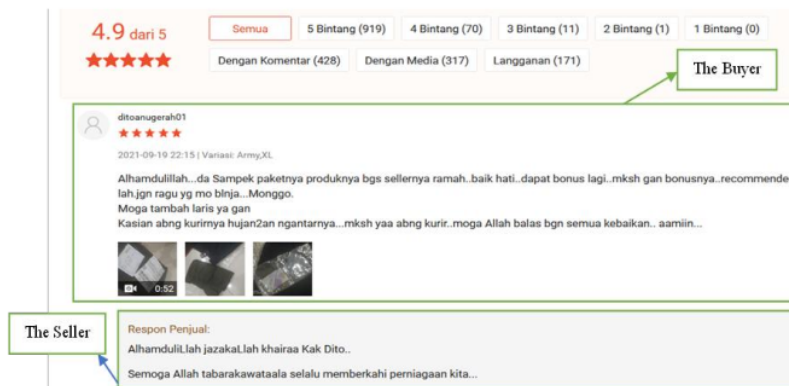 4.9 dari 5
Semua
5 Bintang (919)
4 Bintang (70)
3 Bintang (11)
2 Bintang (1)
1 Bintang (0)
Dengan Komentar (428)
Dengan Media (317)
Langganan (171)
The Buyer
ditoanugerah01
2021-09-19 22:15 | Variasi: Army,XL
Alhamdulillah...da Sampek paketnya produknya bgs sellernya ramah..baik hati..dapat bonus lagi..mksh gan bonusnya..recommende
lah.jgn ragu yg mo blnja...Monggo.
Moga tambah laris ya gan
Kasian abng kurirnya hujan2an ngantarnya...mksh yaa abng kurir..moga Allah balas bgn semua kebaikan.. aamiin...
0:52
The Seller
Respon Penjual:
AlhamduliLlah jazakaLlah khairaa Kak Dito..
Semoga Allah tabarakawataala selalu memberkahi perniagaan kita...